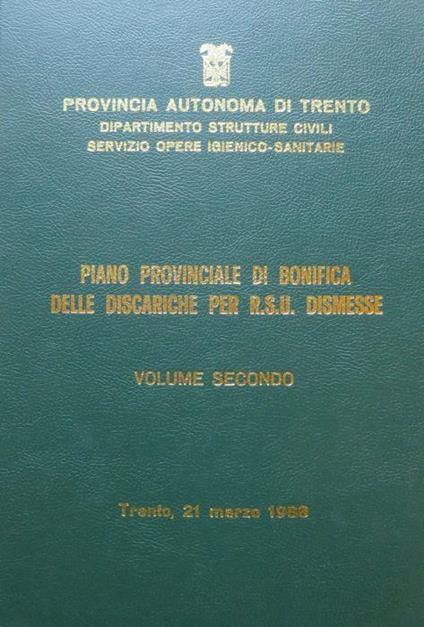 PROVINCIA AUTONOMA DI TRENTO
DIPARTIMENTO STRUTTURE CIVILI
SERVIZIO OPERE IGIENICO-SANITARIE
PIANO PROVINCIALE DI BONIFICA
DELLE DISCARICHE PER R.S.U. DISMESSE
VOLUME SECONDO
Trento, 21 marzo 1988